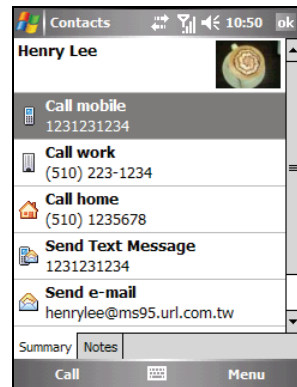 Contacts 10:50 ok
Henry Lee
Call mobile
1231231234
Call work
(510) 223-1234
Call home
(510) 1235678
Send Text Message
1231231234
Send e-mail
henrylee@ms95.url.com.tw
Summary Notes
Call Menu